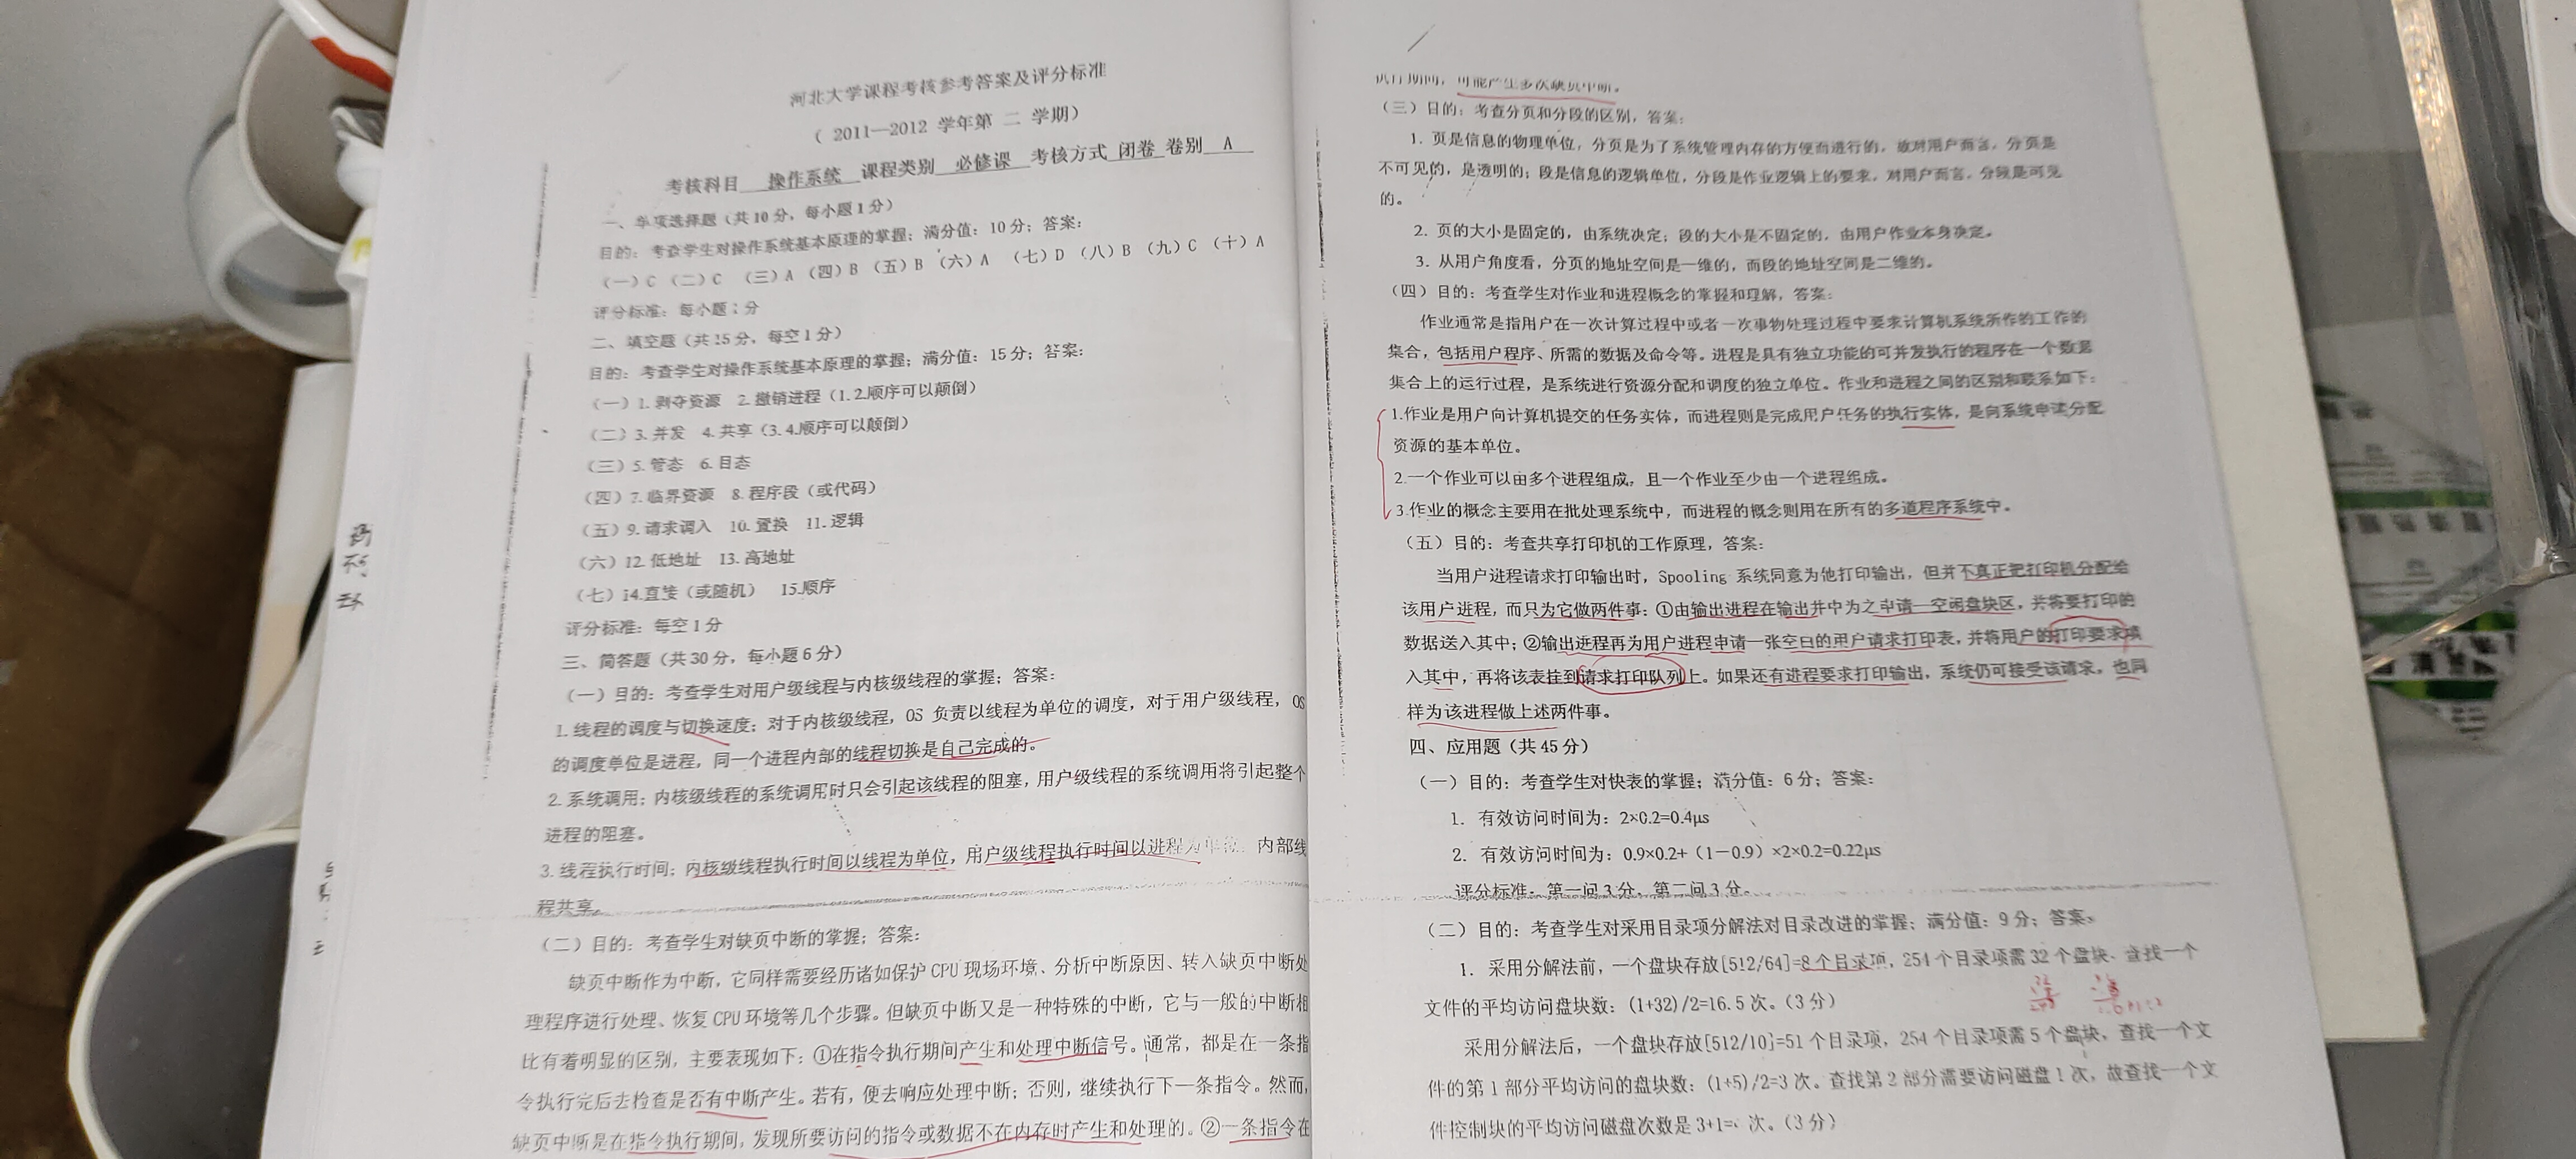 河北大学课程考核参考答案及评分标准
( 2011—2012 学年第 二 学期)
考核科目 操作系统 课程类别 必修课 考核方式 闭卷 卷别 A
一、单项选择题(共10分，每小题1分)
目的：考查学生对操作系统基本原理的掌握；满分值：10分；答案：
(一)C (二)C (三)A (四)B (五)B (六)A (七)D (八)B (九)C (十)A
评分标准：每小题1分
二、填空题(共15分，每空1分)
目的：考查学生对操作系统基本原理的掌握；满分值：15分；答案：
(一)1.剥夺资源 2.撤销进程(1.2.顺序可以颠倒)
(二)3.并发 4.共享(3.4.顺序可以颠倒)
(三)5.管态 6.目态
(四)7.临界资源 8.程序段(或代码)
(五)9.请求调入 10.置换 11.逻辑
(六)12.低地址 13.高地址
(七)14.直接(或随机) 15.顺序
评分标准：每空1分
三、简答题(共30分，每小题6分)
(一)目的：考查学生对用户级线程与内核级线程的掌握；答案：
1.线程的调度与切换速度；对于内核级线程，OS 负责以线程为单位的调度，对于用户级线程，OS
的调度单位是进程，同一个进程内部的线程切换是自己完成的。
2.系统调用；内核级线程的系统调用时只会引起该线程的阻塞，用户级线程的系统调用将引起整个
进程的阻塞。
3.线程执行时间；内核级线程执行时间以线程为单位，用户级线程执行时间以进程为单位 内部线
程共享。
(二)目的：考查学生对缺页中断的掌握；答案：
缺页中断作为中断，它同样需要经历诸如保护CPU现场环境、分析中断原因、转入缺页中断处
理程序进行处理、恢复CPU环境等几个步骤。但缺页中断又是一种特殊的中断，它与一般的中断相
比有着明显的区别，主要表现如下：①在指令执行期间产生和处理中断信号。通常，都是在一条指
令执行完后去检查是否有中断产生。若有，便去响应处理中断；否则，继续执行下一条指令。然而，
缺页中断是在指令执行期间，发现所要访问的指令或数据不在内存时产生和处理的。②一条指令在
执行期间，可能产生多次缺页中断。
(三)目的：考查分页和分段的区别，答案：
1. 页是信息的物理单位，分页是为了系统管理内存的方便而进行的，故对用户而言，分页是
不可见的，是透明的；段是信息的逻辑单位，分段是作业逻辑上的要求，对用户而言，分段是可见
的。
2. 页的大小是固定的，由系统决定；段的大小是不固定的，由用户作业本身决定。
3. 从用户角度看，分页的地址空间是一维的，而段的地址空间是二维的。
(四)目的：考查学生对作业和进程概念的掌握和理解，答案：
作业通常是指用户在一次计算过程中或者一次事物处理过程中要求计算机系统所作的工作的
集合，包括用户程序、所需的数据及命令等。进程是具有独立功能的可并发执行的程序在一个数据
集合上的运行过程，是系统进行资源分配和调度的独立单位。作业和进程之间的区别和联系如下：
1.作业是用户向计算机提交的任务实体，而进程则是完成用户任务的执行实体，是向系统申请分配
资源的基本单位。
2.一个作业可以由多个进程组成，且一个作业至少由一个进程组成。
3.作业的概念主要用在批处理系统中，而进程的概念则用在所有的多道程序系统中。
(五)目的：考查共享打印机的工作原理，答案：
当用户进程请求打印输出时，Spooling 系统同意为他打印输出，但并不真正把打印机分配给
该用户进程，而只为它做两件事：①由输出进程在输出井中为之申请一空闲盘块区，并将要打印的
数据送入其中；②输出进程再为用户进程申请一张空白的用户请求打印表，并将用户的打印要求填
入其中，再将该表挂到请求打印队列上。如果还有进程要求打印输出，系统仍可接受该请求，也同
样为该进程做上述两件事。
四、应用题(共45分)
(一)目的：考查学生对快表的掌握；满分值：6分；答案：
1. 有效访问时间为：2×0.2=0.4μs
2. 有效访问时间为：0.9×0.2+(1－0.9)×2×0.2=0.22μs
评分标准：第一问3分，第二问3分。
(二)目的：考查学生对采用目录项分解法对目录改进的掌握；满分值：9分；答案：
1. 采用分解法前，一个盘块存放[512/64]=8个目录项，254个目录项需32个盘块。查找一个
文件的平均访问盘块数：(1+32)/2=16.5次。(3分)
采用分解法后，一个盘块存放[512/10]=51个目录项，254个目录项需5个盘块，查找一个文
件的第1部分平均访问的盘块数：(1+5)/2=3次。查找第2部分需要访问磁盘1次，故查找一个文
件控制块的平均访问磁盘次数是3+1= 次。(3分)